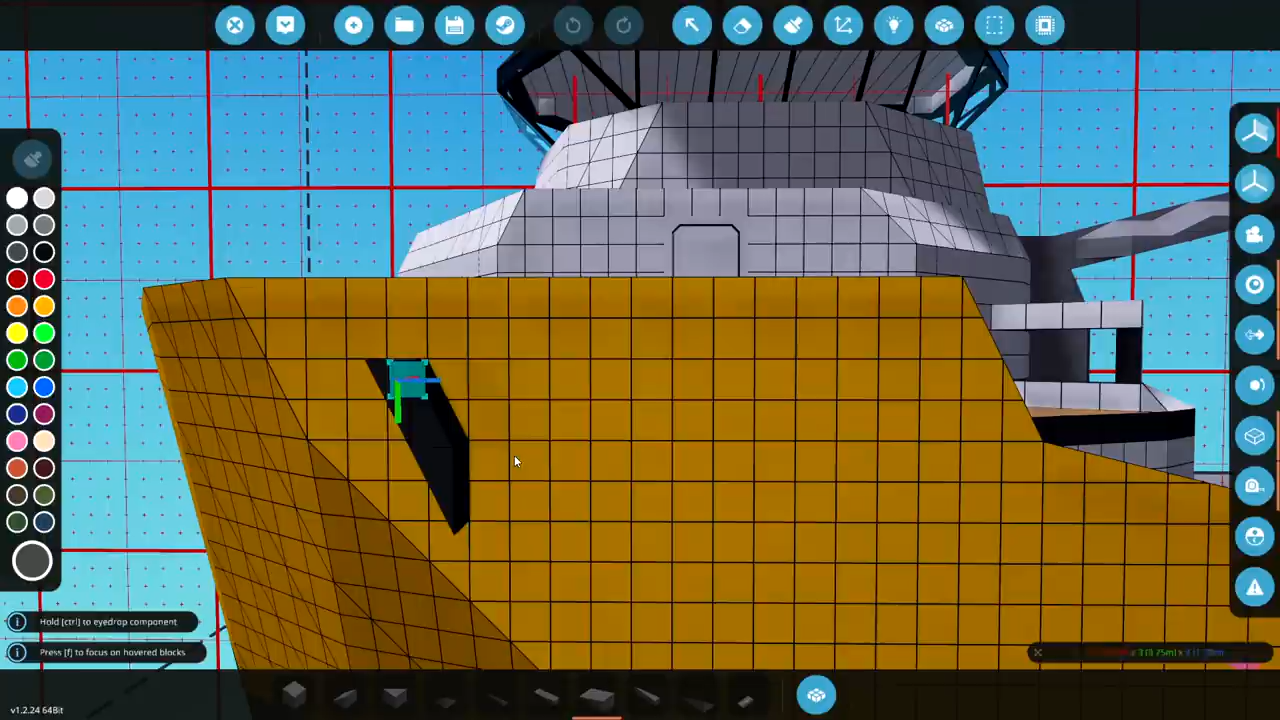 Hold [ctrl] to eyedrop component
Press [f] to focus on hovered blocks
v1.2.24 64Bit